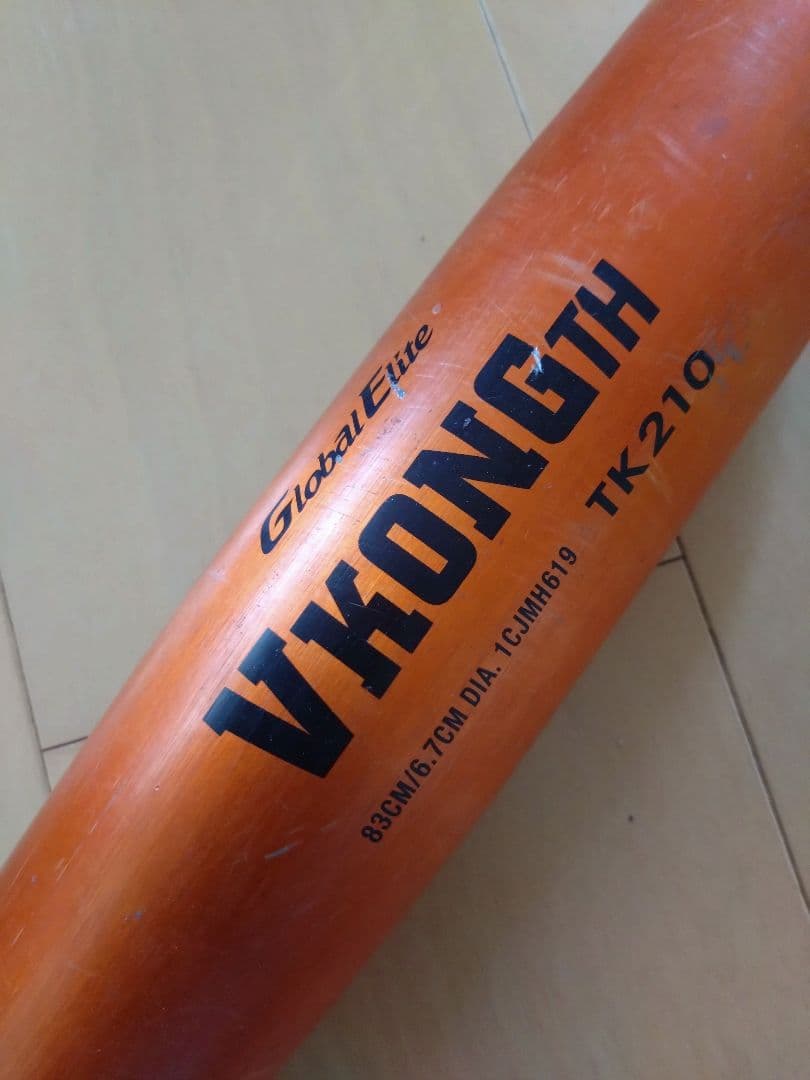 Global Elite
VKONGTH
TK210
83CM/6.7CM DIA. 1CJMH619